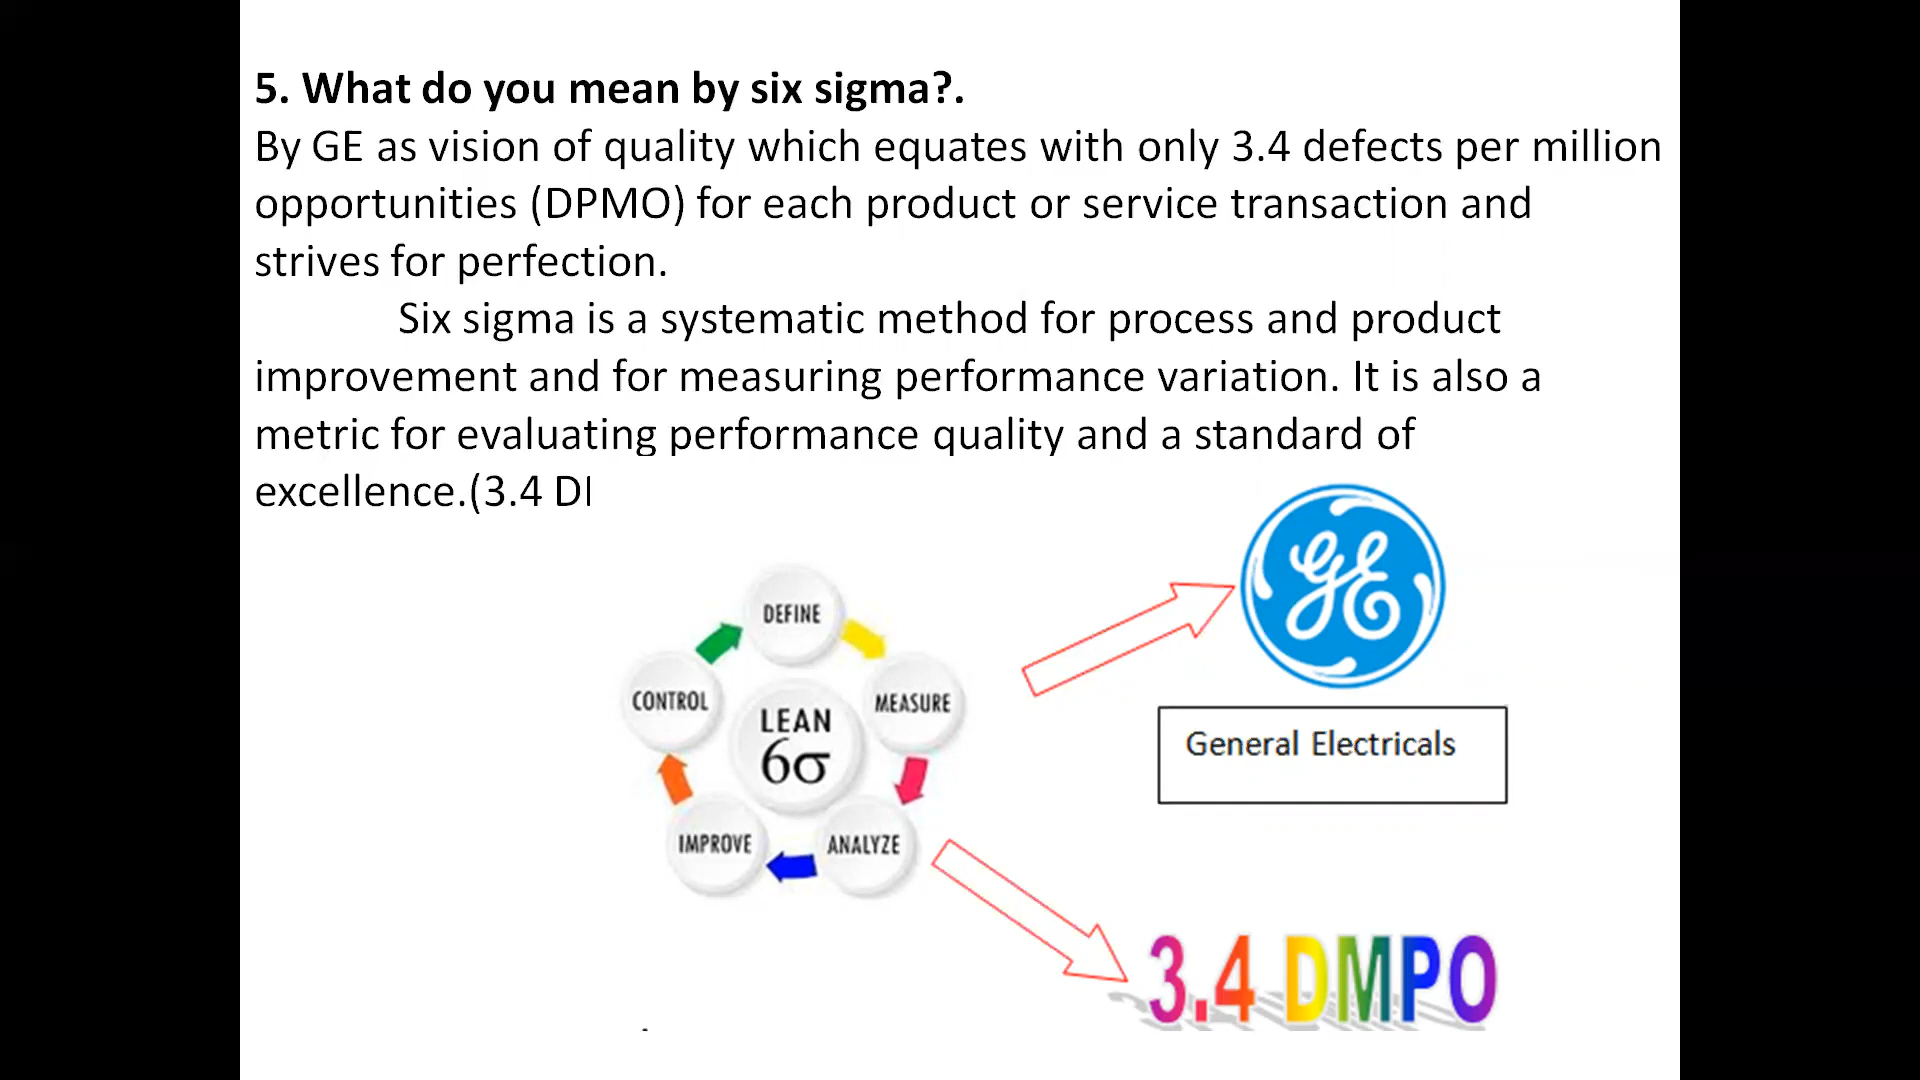 5. What do you mean by six sigma?.
By GE as vision of quality which equates with only 3.4 defects per million
opportunities (DPMO) for each product or service transaction and
strives for perfection.
Six sigma is a systematic method for process and product
improvement and for measuring performance variation. It is also a
metric for evaluating performance quality and a standard of
excellence.(3.4
DEFINE
CONTROL
MEASURE
LEAN
6σ
IMPROVE
ANALYZE
GE
General Electricals
3.4 DMPO